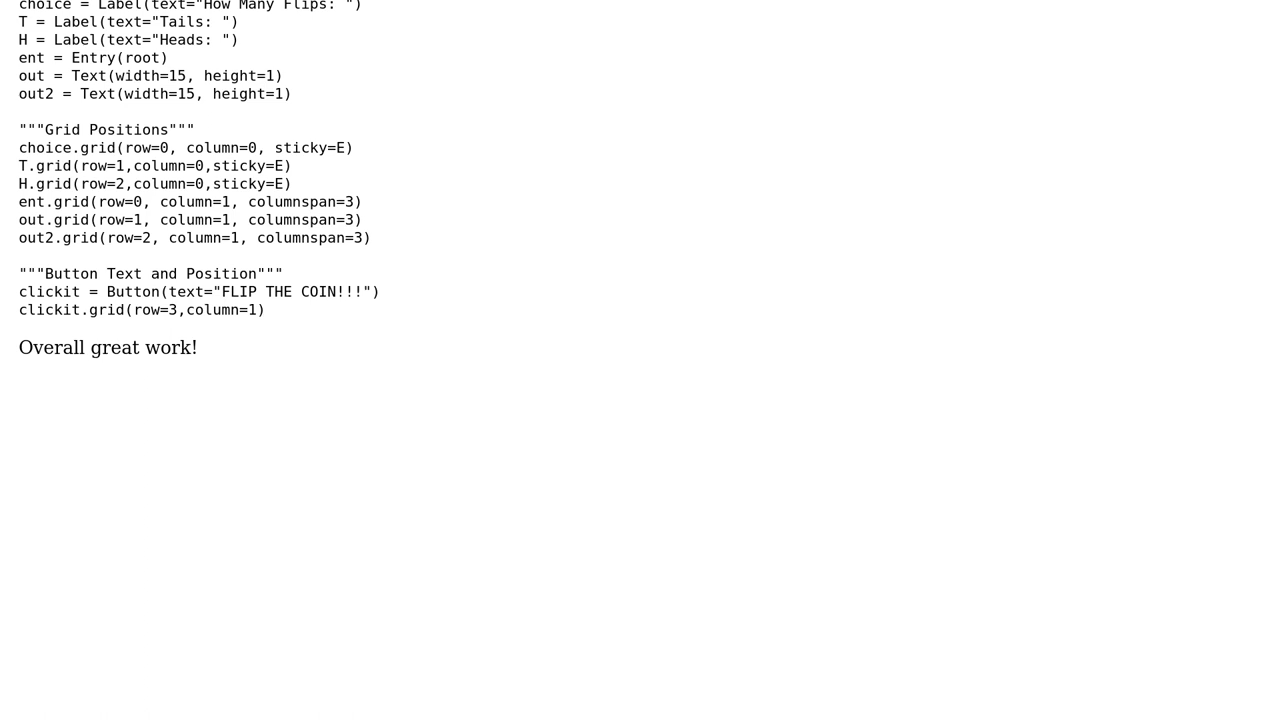 choice = Label(text="How Many Flips: ")
T = Label(text="Tails: ")
H = Label(text="Heads: ")
ent = Entry(root)
out = Text(width=15, height=1)
out2 = Text(width=15, height=1)

"""Grid Positions"""
choice.grid(row=0, column=0, sticky=E)
T.grid(row=1,column=0,sticky=E)
H.grid(row=2,column=0,sticky=E)
ent.grid(row=0, column=1, columnspan=3)
out.grid(row=1, column=1, columnspan=3)
out2.grid(row=2, column=1, columnspan=3)

"""Button Text and Position"""
clickit = Button(text="FLIP THE COIN!!!")
clickit.grid(row=3,column=1)

Overall great work!